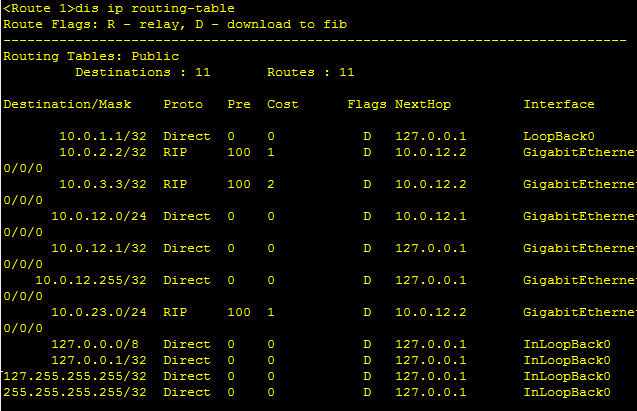 <Route 1>dis ip routing-table
Route Flags: R - relay, D - download to fib
------------------------------------------------------------------------------
Routing Tables: Public
Destinations : 11 Routes : 11
Destination/Mask Proto Pre Cost Flags NextHop Interface
10.0.1.1/32 Direct 0 0 D 127.0.0.1 LoopBack0
10.0.2.2/32 RIP 100 1 D 10.0.12.2 GigabitEtherne
0/0/0
10.0.3.3/32 RIP 100 2 D 10.0.12.2 GigabitEtherne
0/0/0
10.0.12.0/24 Direct 0 0 D 10.0.12.1 GigabitEtherne
0/0/0
10.0.12.1/32 Direct 0 0 D 127.0.0.1 GigabitEtherne
0/0/0
10.0.12.255/32 Direct 0 0 D 127.0.0.1 GigabitEtherne
0/0/0
10.0.23.0/24 RIP 100 1 D 10.0.12.2 GigabitEtherne
0/0/0
127.0.0.0/8 Direct 0 0 D 127.0.0.1 InLoopBack0
127.0.0.1/32 Direct 0 0 D 127.0.0.1 InLoopBack0
127.255.255.255/32 Direct 0 0 D 127.0.0.1 InLoopBack0
255.255.255.255/32 Direct 0 0 D 127.0.0.1 InLoopBack0